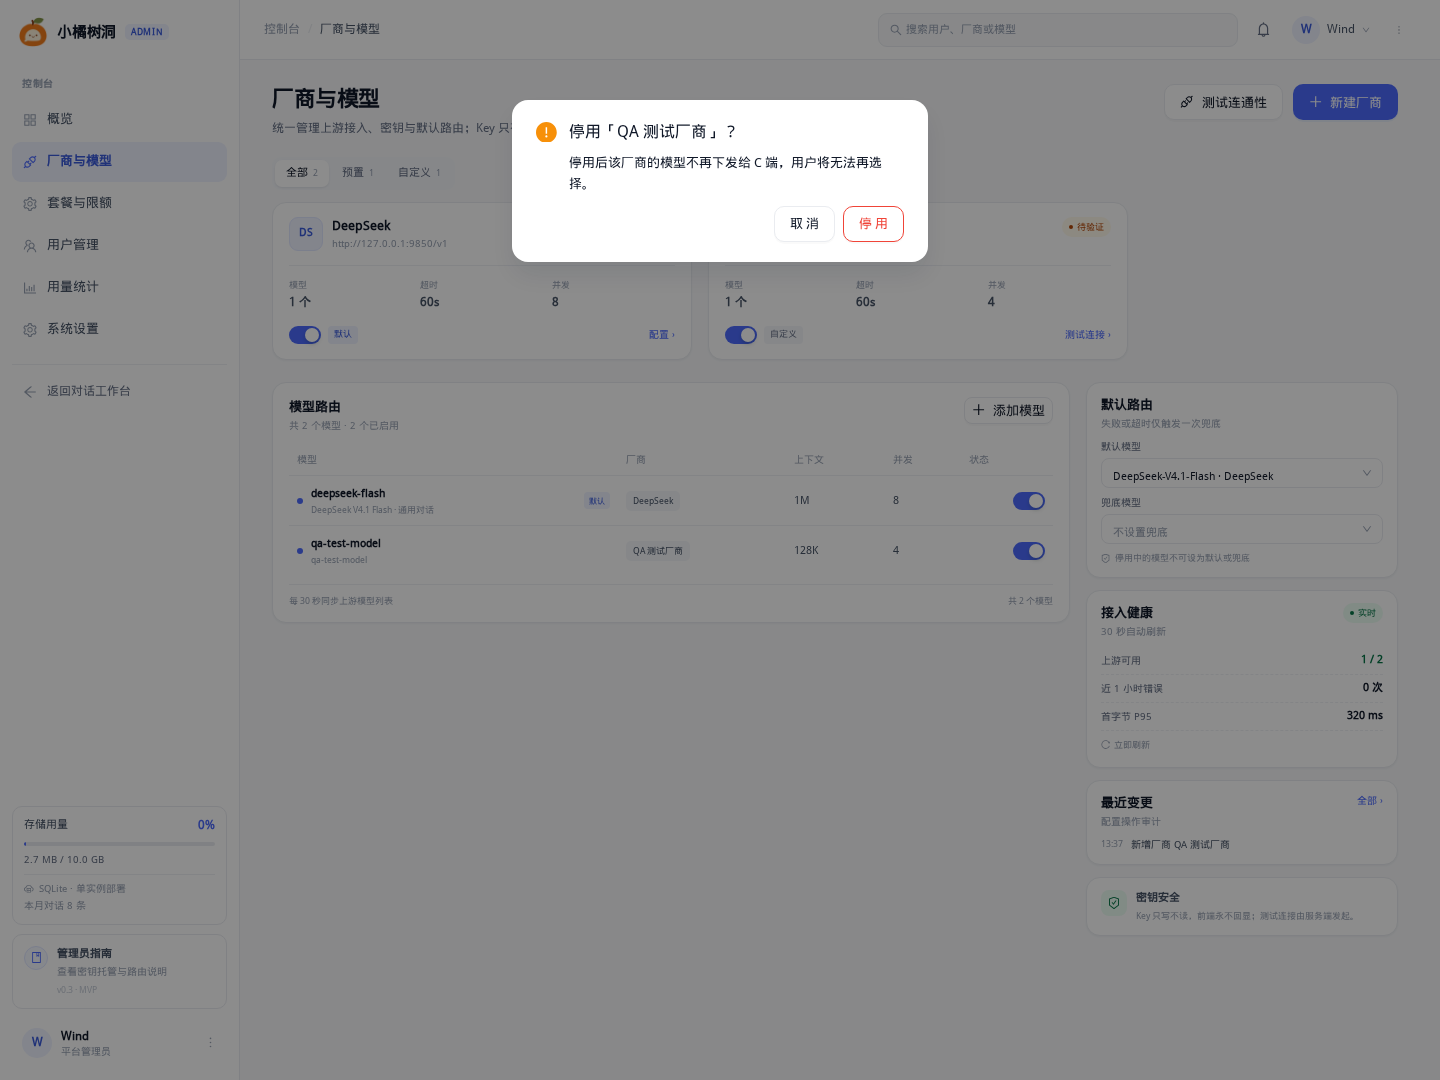 小橘树洞 ADMIN
控制台
概览
厂商与模型
套餐与限额
用户管理
用量统计
系统设置
返回对话工作台
存储用量 0%
2.7 MB / 10.0 GB
SQLite · 单实例部署
本月对话 8 条
管理员指南
查看密钥托管与路由说明
v0.3 · MVP
W Wind
平台管理员
控制台 / 厂商与模型
搜索用户、厂商或模型
W Wind
厂商与模型
统一管理上游接入、密钥与默认路由；Key 只
测试连通性
新建厂商
全部 2 预置 1 自定义 1
停用「QA 测试厂商」？
停用后该厂商的模型不再下发给 C 端，用户将无法再选
择。
取 消 停 用
DS DeepSeek
http://127.0.0.1:9850/v1
模型 超时 并发
1 个 60s 8
默认 配置 ›
待验证
模型 超时 并发
1 个 60s 4
自定义 测试连接 ›
模型路由
共 2 个模型 · 2 个已启用
添加模型
模型 厂商 上下文 并发 状态
deepseek-flash 默认 DeepSeek 1M 8
DeepSeek V4.1 Flash · 通用对话
qa-test-model QA 测试厂商 128K 4
qa-test-model
每 30 秒同步上游模型列表 共 2 个模型
默认路由
失败或超时仅触发一次兜底
默认模型
DeepSeek-V4.1-Flash · DeepSeek
兜底模型
不设置兜底
停用中的模型不可设为默认或兜底
接入健康 实时
30 秒自动刷新
上游可用 1 / 2
近 1 小时错误 0 次
首字节 P95 320 ms
立即刷新
最近变更 全部 ›
配置操作审计
13:37 新增厂商 QA 测试厂商
密钥安全
Key 只写不读，前端永不回显；测试连接由服务端发起。